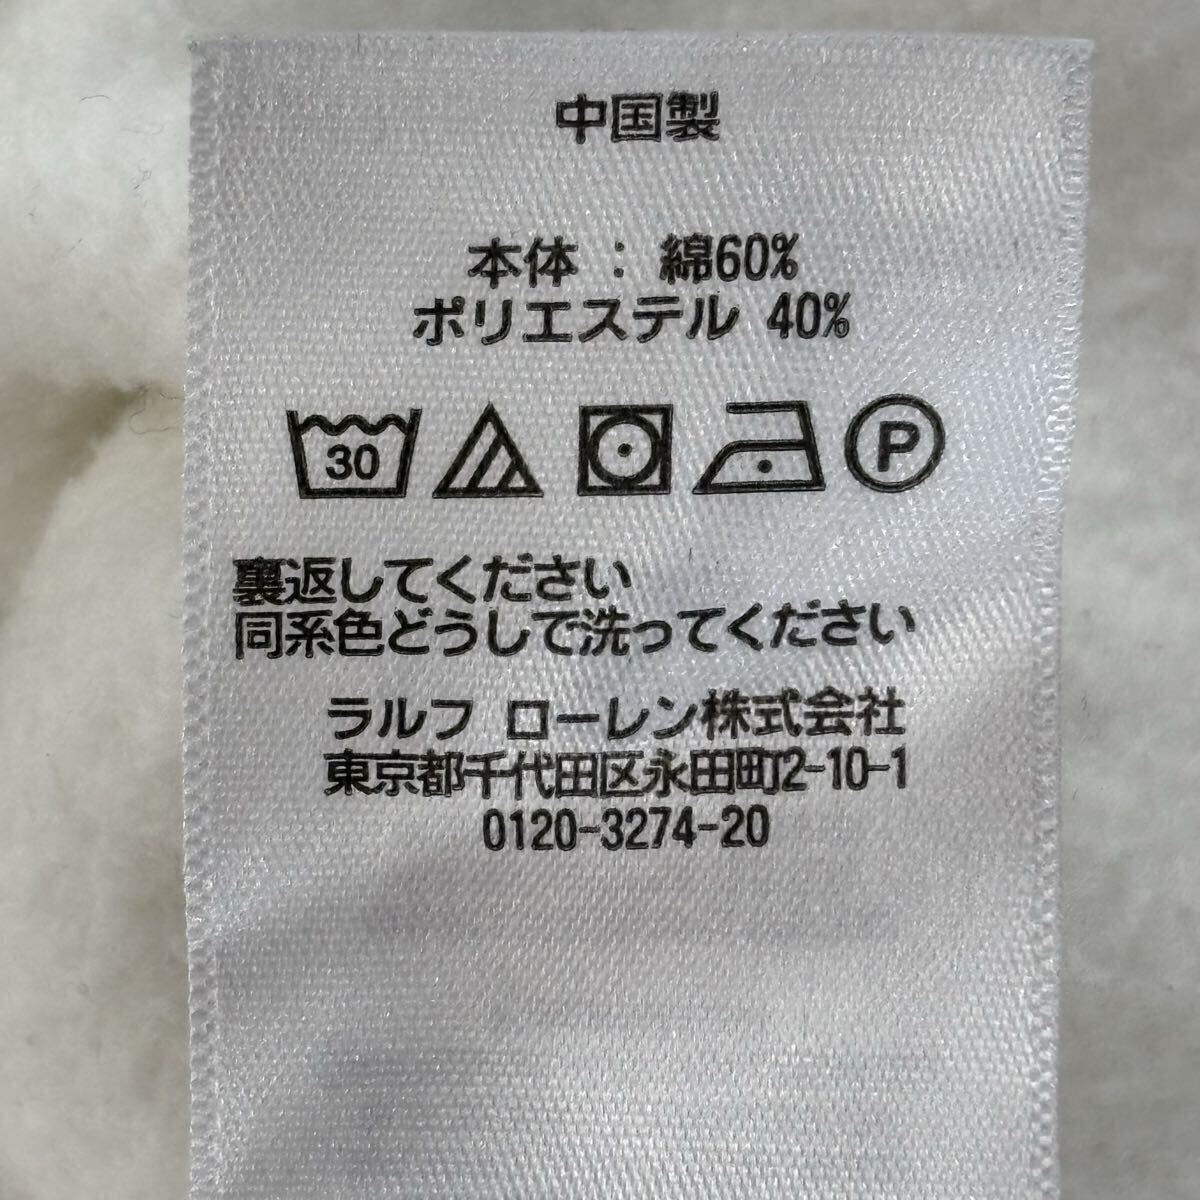 中国製
本体 : 綿60%
ポリエステル 40%
30 P
裏返してください
同系色どうしで洗ってください
ラルフ ローレン株式会社
東京都千代田区永田町2-10-1
0120-3274-20